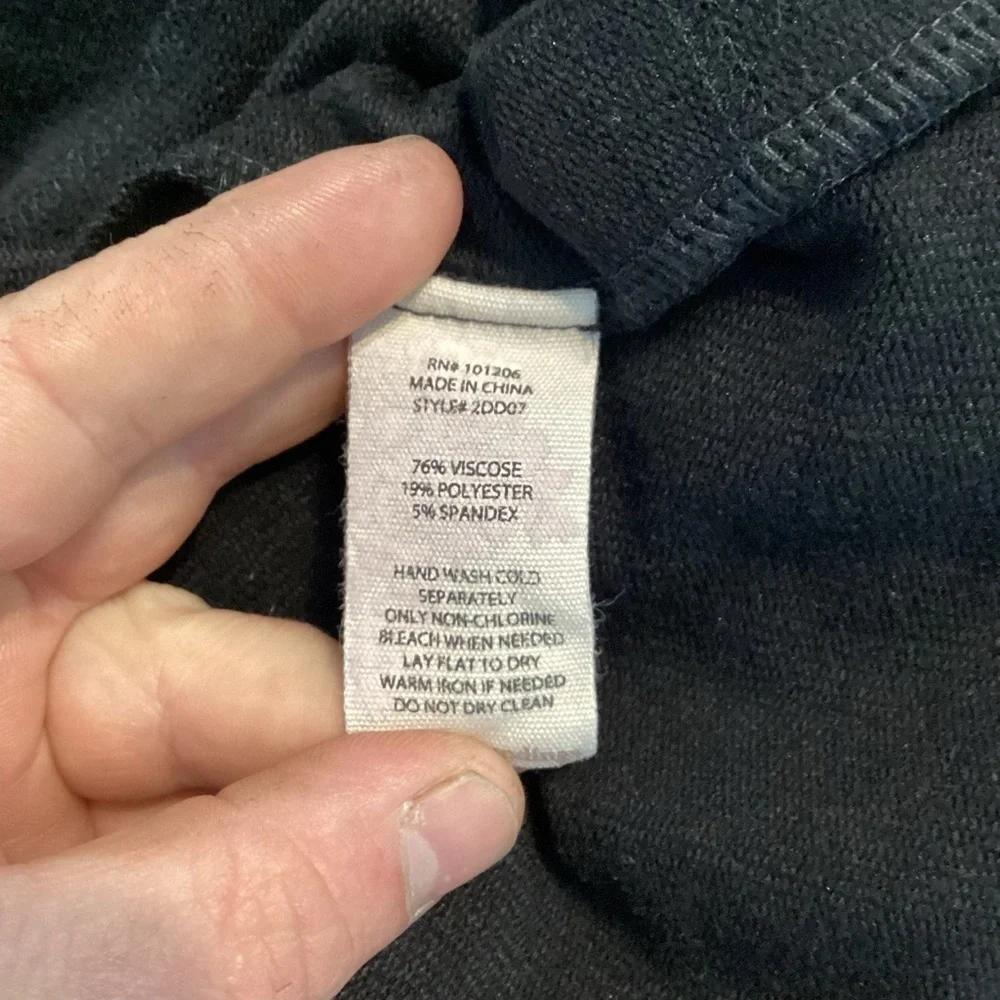 RN# 101206
MADE IN CHINA
STYLE# 2DD07
76% VISCOSE
19% POLYESTER
5% SPANDEX
HAND WASH COLD
SEPARATELY
ONLY NON-CHLORINE
BLEACH WHEN NEEDED
LAY FLAT TO DRY
WARM IRON IF NEEDED
DO NOT DRY CLEAN